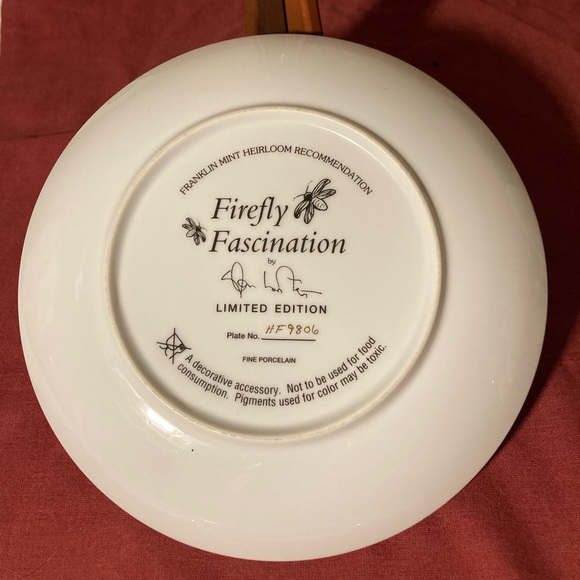 FRANKLIN MINT HEIRLOOM RECOMMENDATION
Firefly
Fascination
by
LIMITED EDITION
Plate No. HF9806
FINE PORCELAIN
A decorative accessory. Not to be used for food
consumption. Pigments used for color may be toxic.